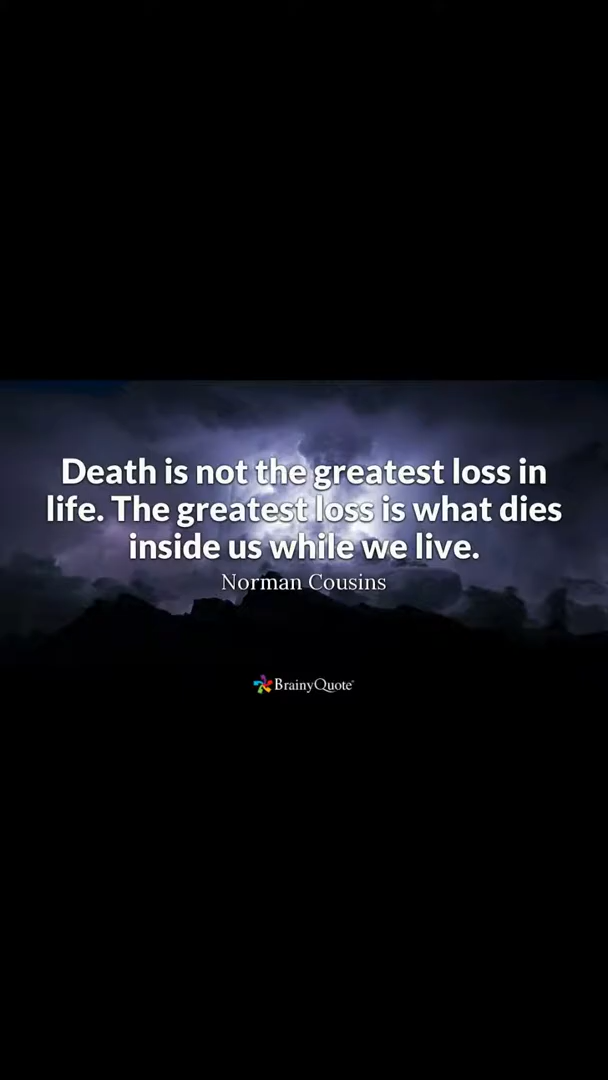 Death is not the greatest loss in
life. The greatest loss is what dies
inside us while we live.
Norman Cousins
BrainyQuote